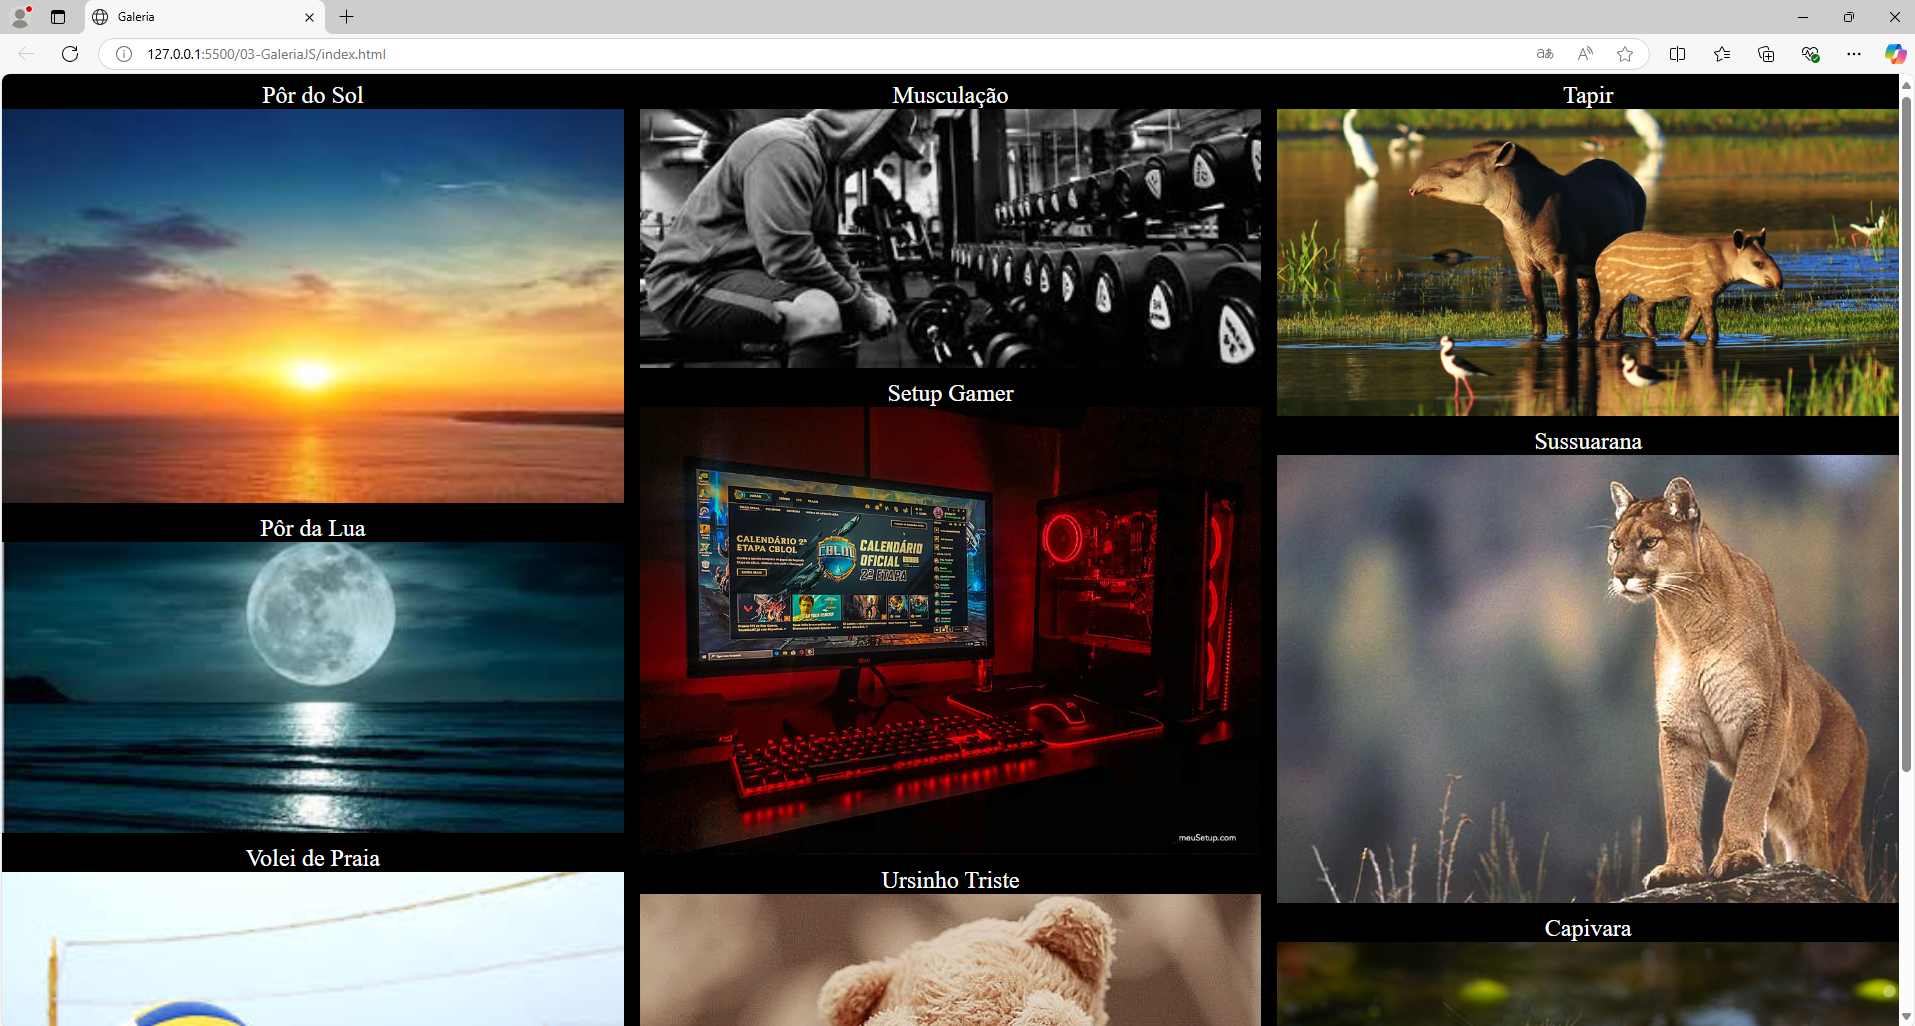 Galeria
127.0.0.1:5500/03-GaleriaJS/index.html
Pôr do Sol
Musculação
Tapir
Setup Gamer
CALENDÁRIO 2ª
ETAPA CBLOL
CBLOL
CALENDÁRIO
OFICIAL
2ª ETAPA
meuSetup.com
Sussuarana
Pôr da Lua
Volei de Praia
Ursinho Triste
Capivara